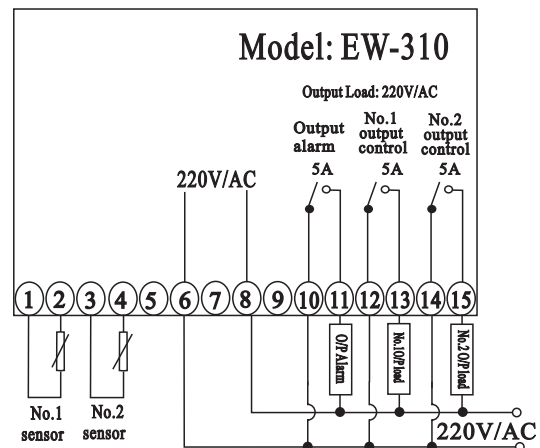 Model: EW-310
Output Load: 220V/AC
Output
alarm
5A
No.1
output
control
5A
No.2
output
control
5A
220V/AC
1 2 3 4 5 6 7 8 9 10 11 12 13 14 15
O/P Alarm
No.1 O/P load
No.2 O/P load
No.1
sensor
No.2
sensor
220V/AC